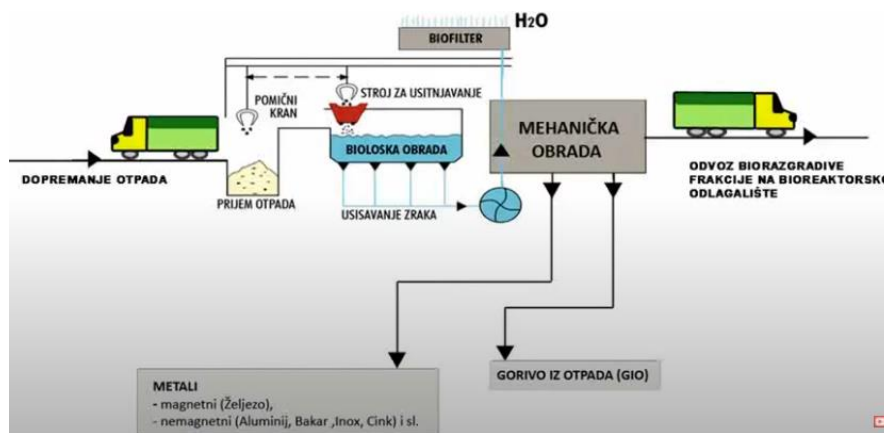 H2O
BIOFILTER
POMIČNI
KRAN
STROJ ZA USITNJAVANJE
BIOLOSKA OBRADA
MEHANIČKA
OBRADA
DOPREMANJE OTPADA
PRIJEM OTPADA
USISAVANJE ZRAKA
ODVOZ BIORAZGRADIVE
FRAKCIJE NA BIOREAKTORSKO
ODLAGALIŠTE
METALI
- magnetni (Željezo),
- nemagnetni (Aluminij, Bakar ,Inox, Cink) i sl.
GORIVO IZ OTPADA (GIO)